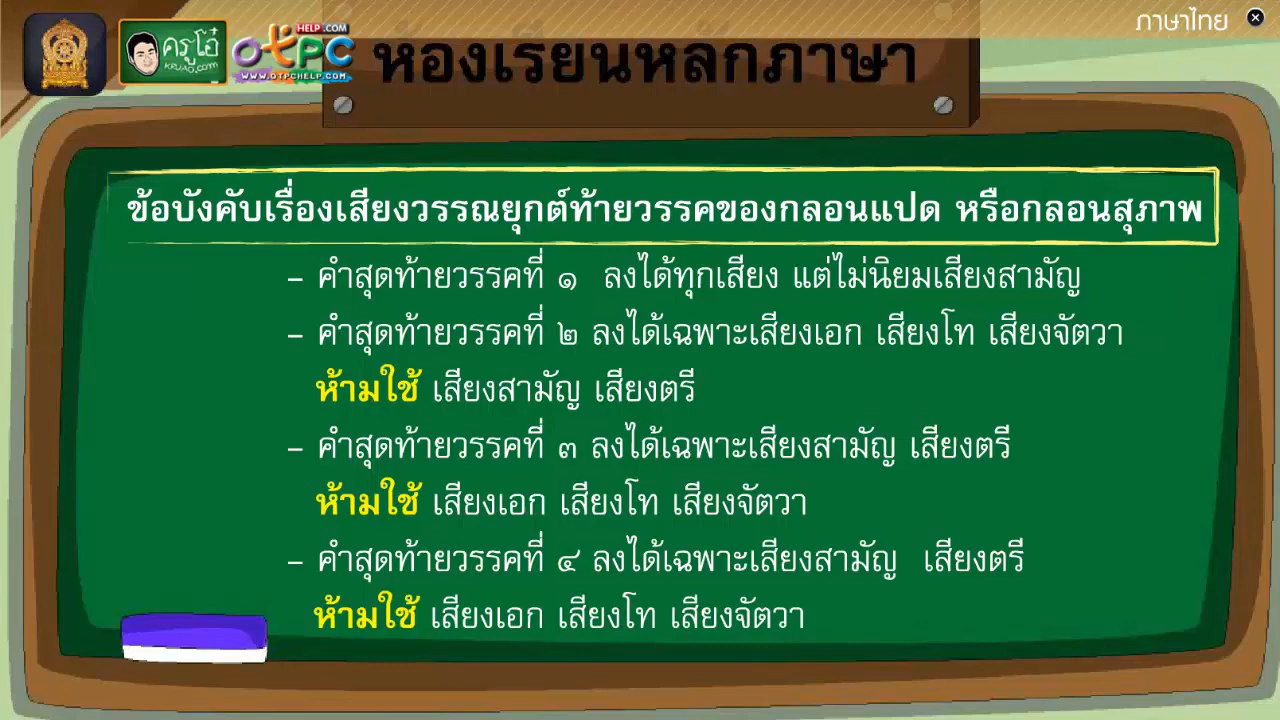 ภาษาไทย
ครูโอ๋
KRUAO.com
HELP.COM
OTPC
WWW.OTPCHELP.COM
ห้องเรียนหลักภาษา
ข้อบังคับเรื่องเสียงวรรณยุกต์ท้ายวรรคของกลอนแปด หรือกลอนสุภาพ
– คำสุดท้ายวรรคที่ ๑ ลงได้ทุกเสียง แต่ไม่นิยมเสียงสามัญ
– คำสุดท้ายวรรคที่ ๒ ลงได้เฉพาะเสียงเอก เสียงโท เสียงจัตวา
ห้ามใช้ เสียงสามัญ เสียงตรี
– คำสุดท้ายวรรคที่ ๓ ลงได้เฉพาะเสียงสามัญ เสียงตรี
ห้ามใช้ เสียงเอก เสียงโท เสียงจัตวา
– คำสุดท้ายวรรคที่ ๔ ลงได้เฉพาะเสียงสามัญ เสียงตรี
ห้ามใช้ เสียงเอก เสียงโท เสียงจัตวา